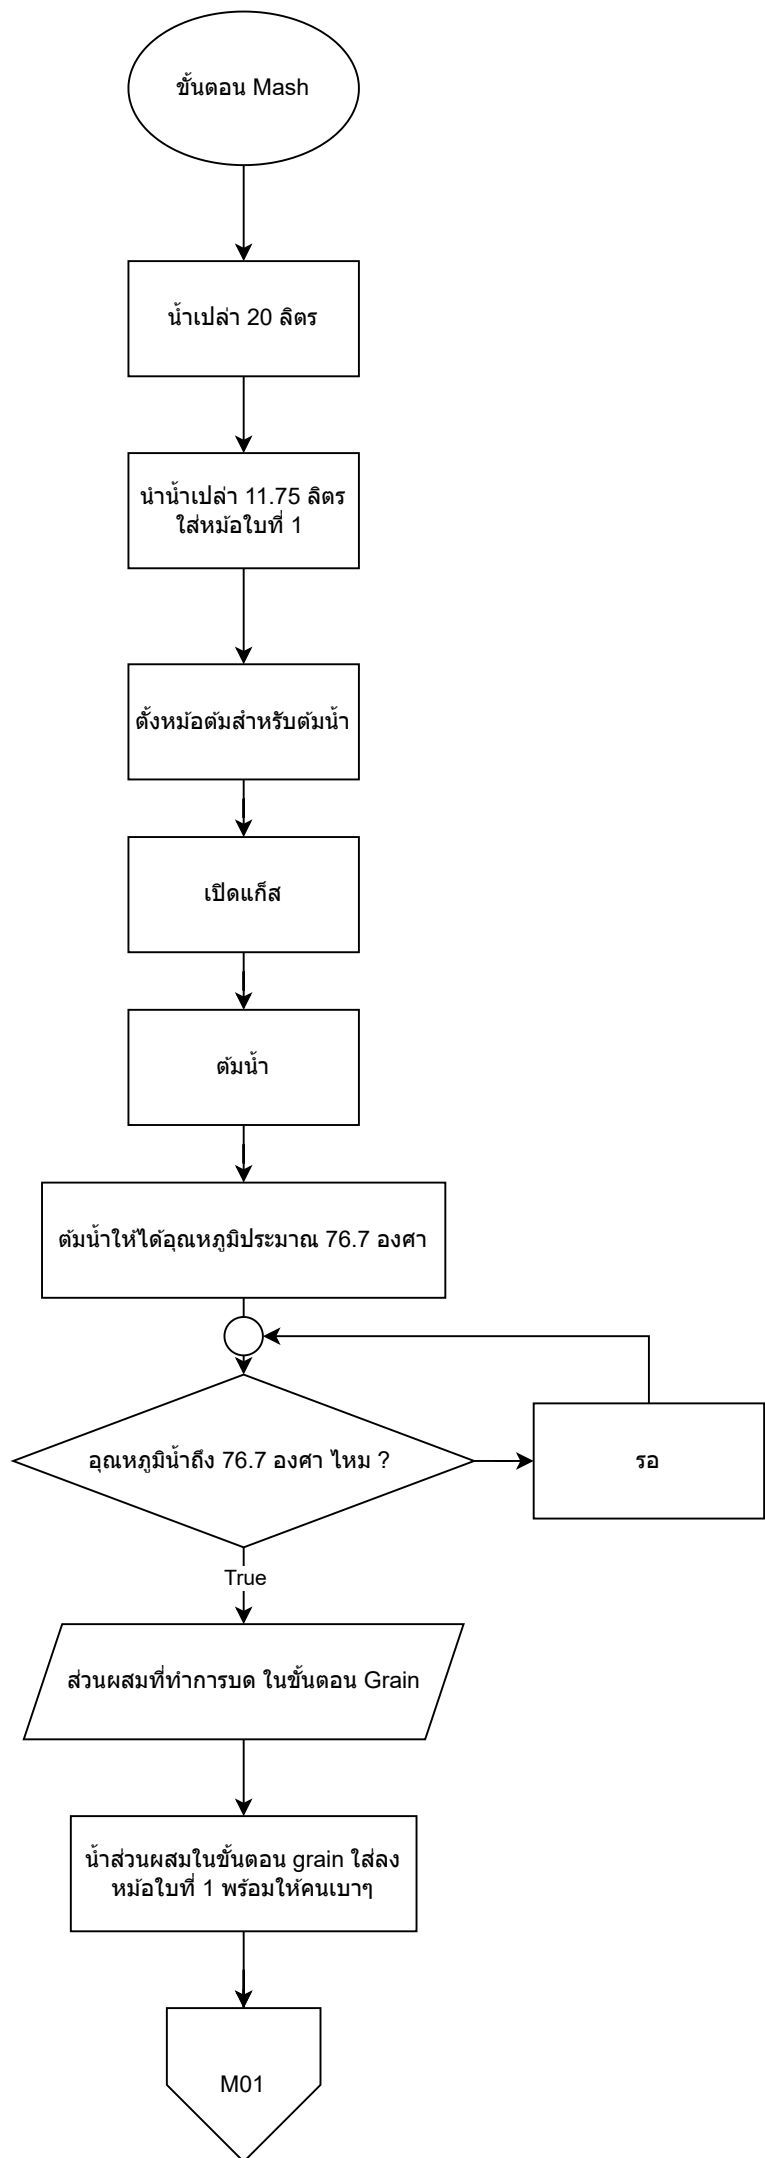 ขั้นตอน Mash
น้ำเปล่า 20 ลิตร
นำน้ำเปล่า 11.75 ลิตร
ใส่หม้อใบที่ 1
ตั้งหม้อต้มสำหรับต้มน้ำ
เปิดแก็ส
ต้มน้ำ
ต้มน้ำให้ได้อุณหภูมิประมาณ 76.7 องศา
อุณหภูมิน้ำถึง 76.7 องศา ไหม ?
รอ
True
ส่วนผสมที่ทำการบด ในขั้นตอน Grain
น้ำส่วนผสมในขั้นตอน grain ใส่ลง
หม้อใบที่ 1 พร้อมให้คนเบาๆ
M01